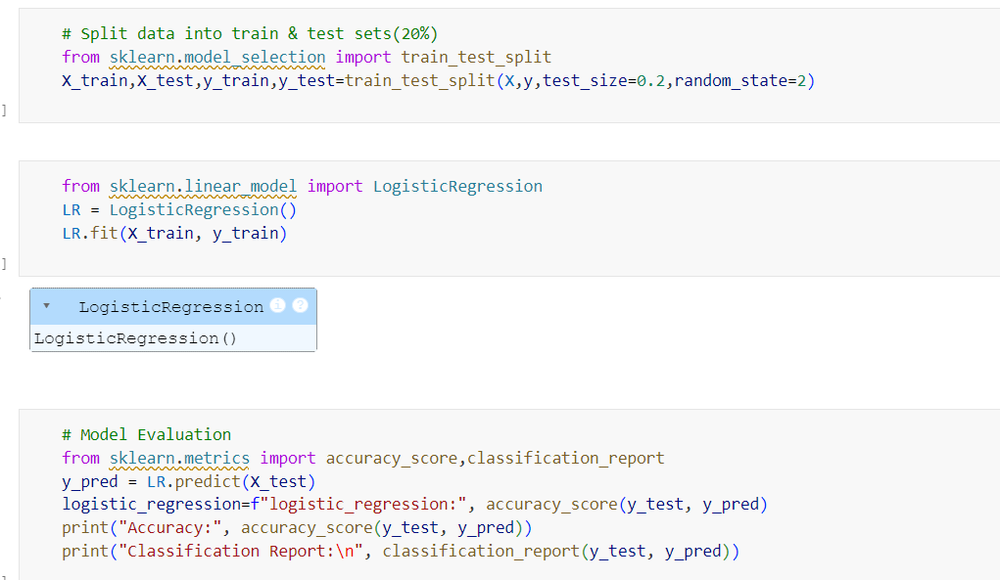 # Split data into train & test sets(20%)
from sklearn.model_selection import train_test_split
X_train,X_test,y_train,y_test=train_test_split(X,y,test_size=0.2,random_state=2)
]
from sklearn.linear_model import LogisticRegression
LR = LogisticRegression()
LR.fit(X_train, y_train)
]
▾ LogisticRegression i ?
LogisticRegression()
# Model Evaluation
from sklearn.metrics import accuracy_score,classification_report
y_pred = LR.predict(X_test)
logistic_regression=f"logistic_regression:", accuracy_score(y_test, y_pred)
print("Accuracy:", accuracy_score(y_test, y_pred))
print("Classification Report:\n", classification_report(y_test, y_pred))